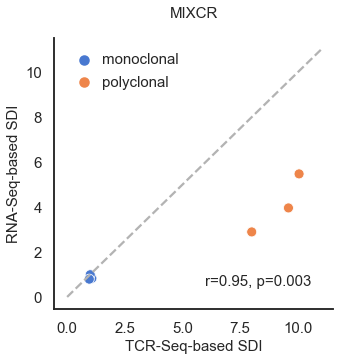 MIXCR
monoclonal
polyclonal
RNA-Seq-based SDI
10
8
6
4
2
0
r=0.95, p=0.003
0.0 2.5 5.0 7.5 10.0
TCR-Seq-based SDI